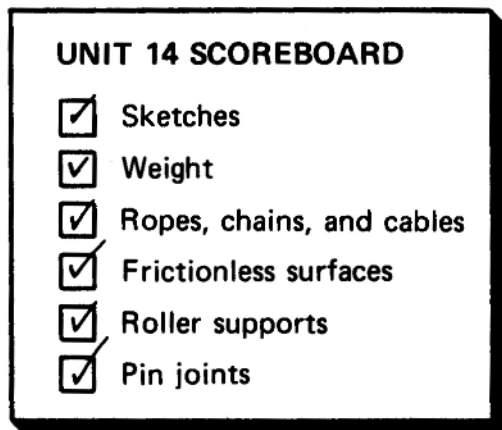 UNIT 14 SCOREBOARD
Sketches
Weight
Ropes, chains, and cables
Frictionless surfaces
Roller supports
Pin joints